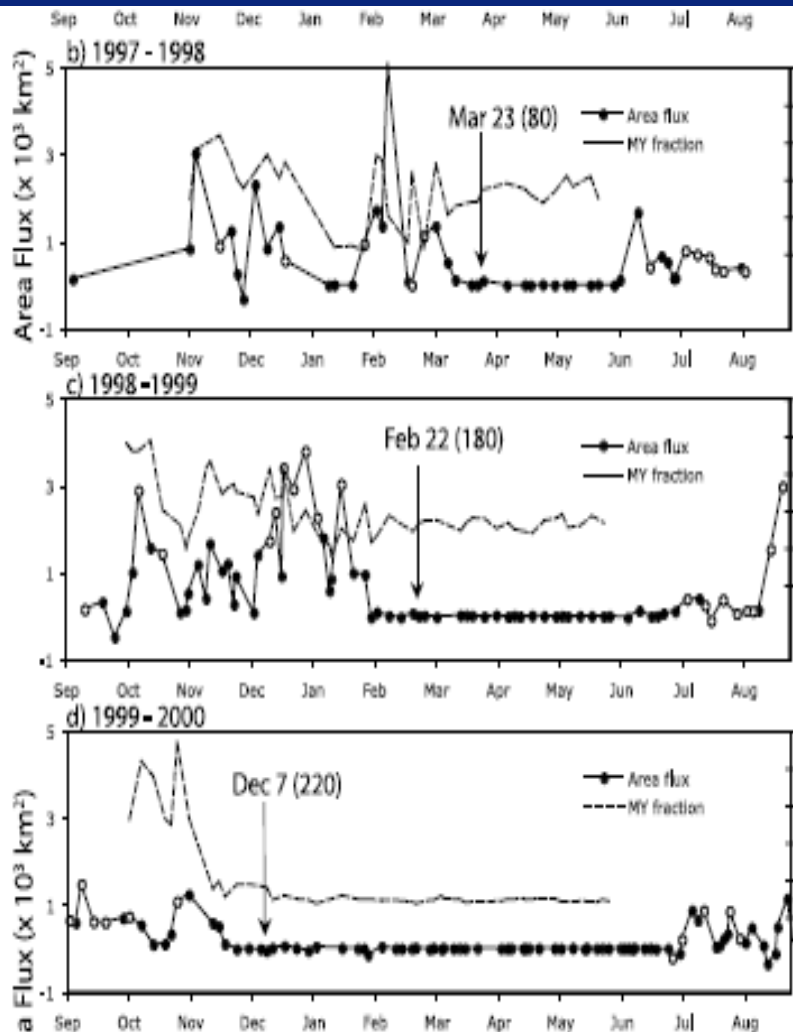 Sep Oct Nov Dec Jan Feb Mar Apr May Jun Jul Aug
b) 1997 - 1998
5
3
1
-1
Area Flux (x 10³ km²)
Mar 23 (80)
Area flux
MY fraction
Sep Oct Nov Dec Jan Feb Mar Apr May Jun Jul Aug
c) 1998 - 1999
5
3
1
-1
Feb 22 (180)
Area flux
MY fraction
Sep Oct Nov Dec Jan Feb Mar Apr May Jun Jul Aug
d) 1999 - 2000
5
3
1
-1
a Flux (x 10³ km²)
Dec 7 (220)
Area flux
MY fraction
Sep Oct Nov Dec Jan Feb Mar Apr May Jun Jul Aug